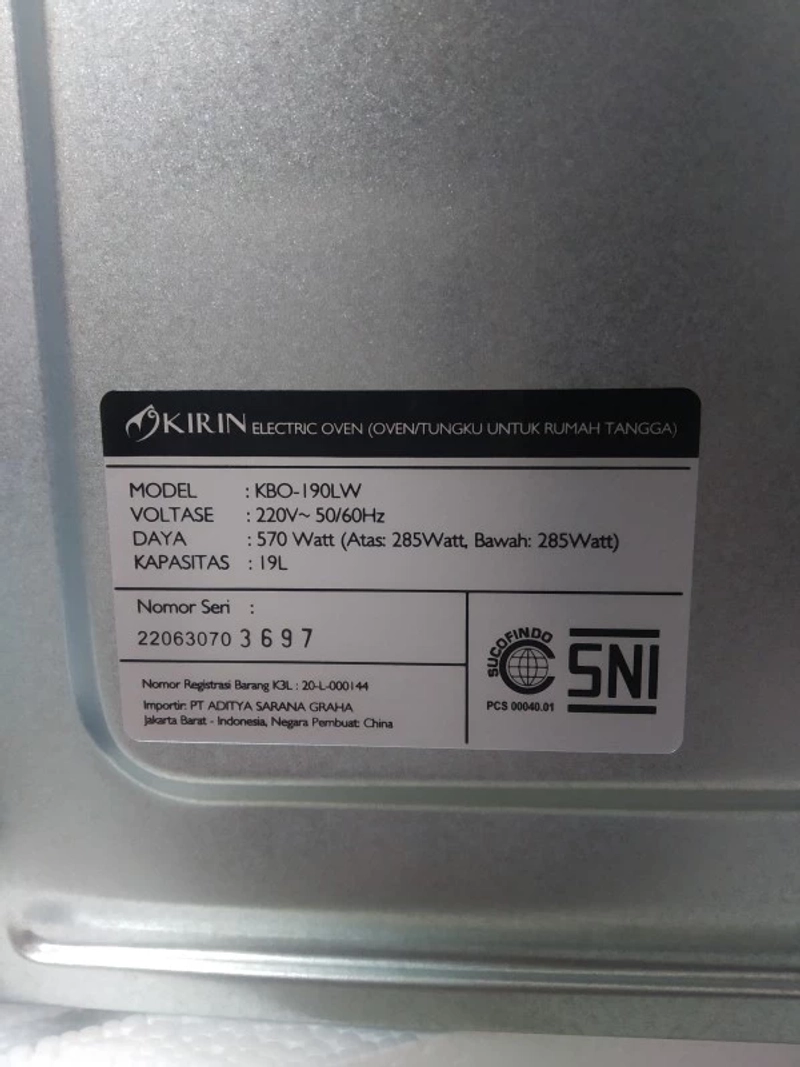 KIRIN ELECTRIC OVEN (OVEN/TUNGKU UNTUK RUMAH TANGGA)
MODEL : KBO-190LW
VOLTASE : 220V~ 50/60Hz
DAYA : 570 Watt (Atas: 285Watt, Bawah: 285Watt)
KAPASITAS : 19L
Nomor Seri :
22063070 3697
Nomor Registrasi Barang K3L : 20-L-000144
Importir: PT ADITYA SARANA GRAHA
Jakarta Barat - Indonesia, Negara Pembuat: China
SUCOFINDO
SNI
PCS 00040.01